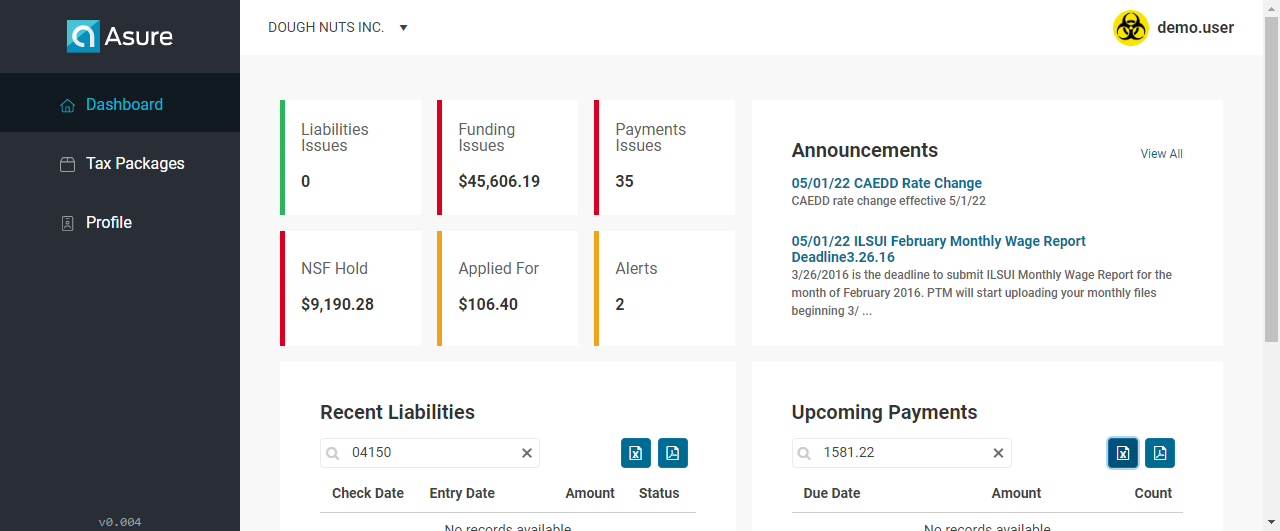 Asure
DOUGH NUTS INC.
demo.user
Dashboard
Tax Packages
Profile
v0.004
Liabilities
Issues
0
Funding
Issues
$45,606.19
Payments
Issues
35
NSF Hold
$9,190.28
Applied For
$106.40
Alerts
2
Announcements
View All
05/01/22 CAEDD Rate Change
CAEDD rate change effective 5/1/22
05/01/22 ILSUI February Monthly Wage Report
Deadline3.26.16
3/26/2016 is the deadline to submit ILSUI Monthly Wage Report for the
month of February 2016. PTM will start uploading your monthly files
beginning 3/ ...
Recent Liabilities
04150
Check Date Entry Date Amount Status
No records available
Upcoming Payments
1581.22
Due Date Amount Count
No records available